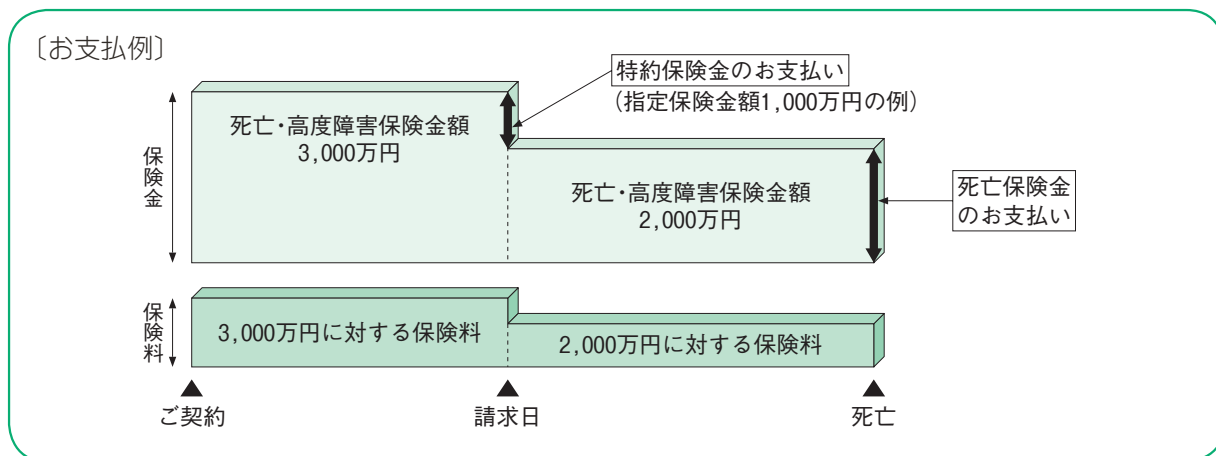 〔お支払例〕
特約保険金のお支払い
（指定保険金額1,000万円の例）
死亡・高度障害保険金額
3,000万円
保険金
死亡・高度障害保険金額
2,000万円
死亡保険金
のお支払い
保険料
3,000万円に対する保険料
2,000万円に対する保険料
ご契約
請求日
死亡